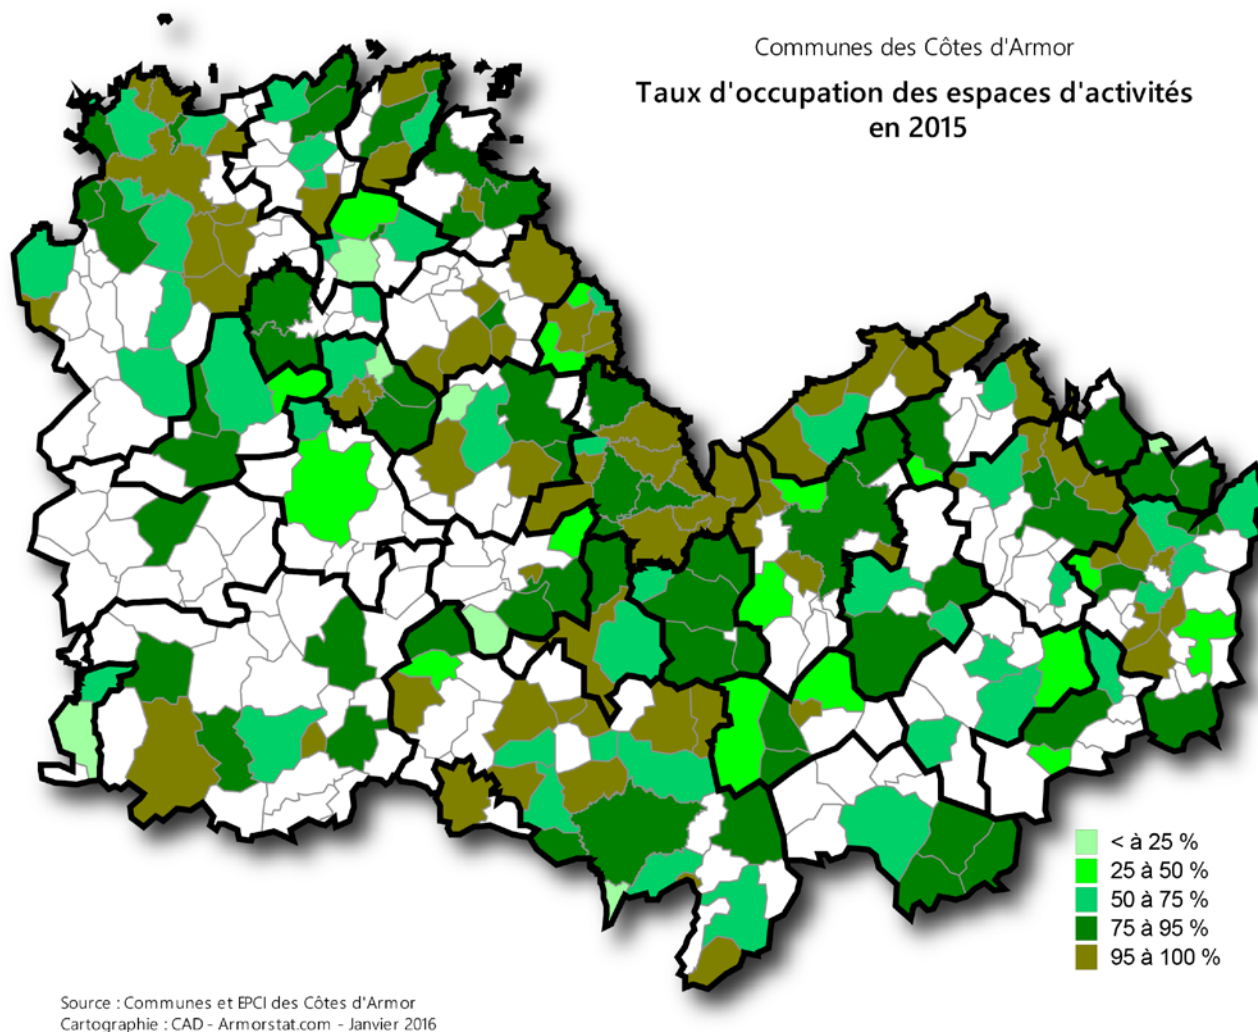 Communes des Côtes d'Armor
Taux d'occupation des espaces d'activités
en 2015
< à 25 %
25 à 50 %
50 à 75 %
75 à 95 %
95 à 100 %
Source : Communes et EPCI des Côtes d'Armor
Cartographie : CAD - Armorstat.com - Janvier 2016